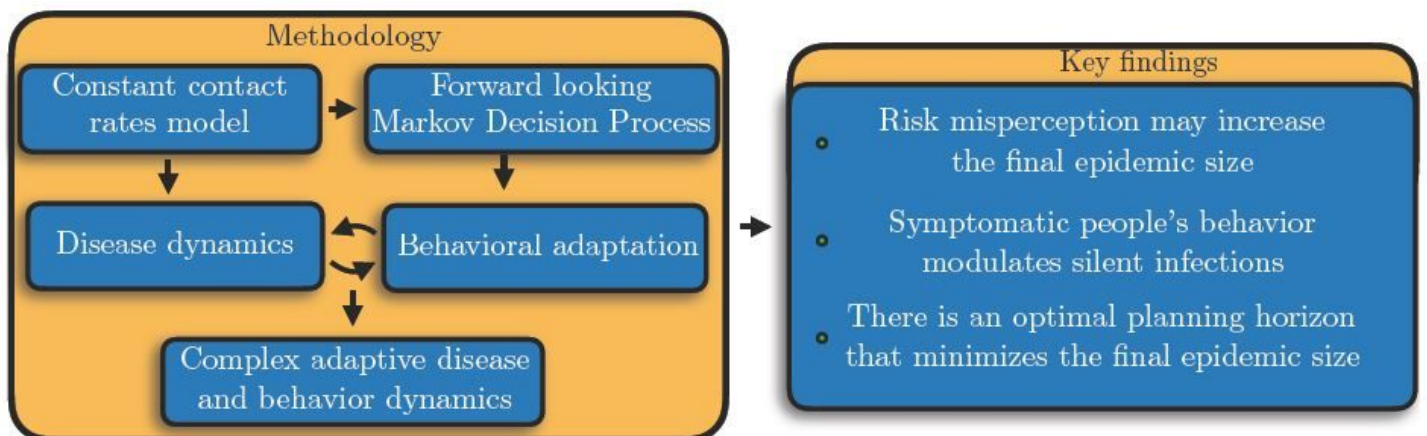 Methodology
Constant contact
rates model
Forward looking
Markov Decision Process
Disease dynamics
Behavioral adaptation
Complex adaptive disease
and behavior dynamics
Key findings
Risk misperception may increase
the final epidemic size
Symptomatic people's behavior
modulates silent infections
There is an optimal planning horizon
that minimizes the final epidemic size